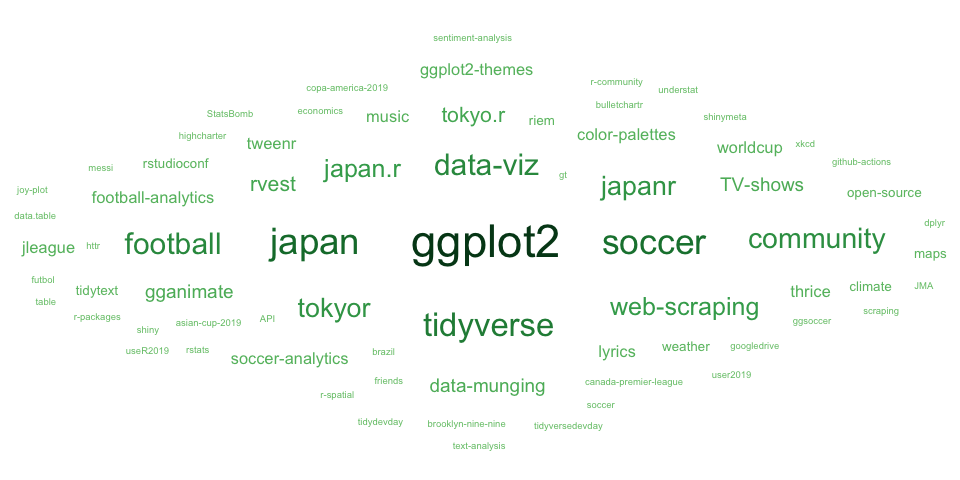 sentiment-analysis
ggplot2-themes
r-community
copa-america-2019
understat
bulletchartr
StatsBomb
economics
music
tokyo.r
riem
shinymeta
highcharter
tweenr
color-palettes
worldcup
xkcd
messi
rstudioconf
japan.r
data-viz
gt
github-actions
joy-plot
football-analytics
rvest
japanr
TV-shows
open-source
data.table
dplyr
jleague
httr
football
japan
ggplot2
soccer
community
maps
futbol
tidytext
gganimate
thrice
climate
JMA
table
tokyor
web-scraping
scraping
r-packages
shiny
asian-cup-2019
API
tidyverse
ggsoccer
useR2019
rstats
soccer-analytics
brazil
lyrics
weather
googledrive
friends
data-munging
canada-premier-league
user2019
r-spatial
soccer
tidydevday
brooklyn-nine-nine
tidyversedevday
text-analysis